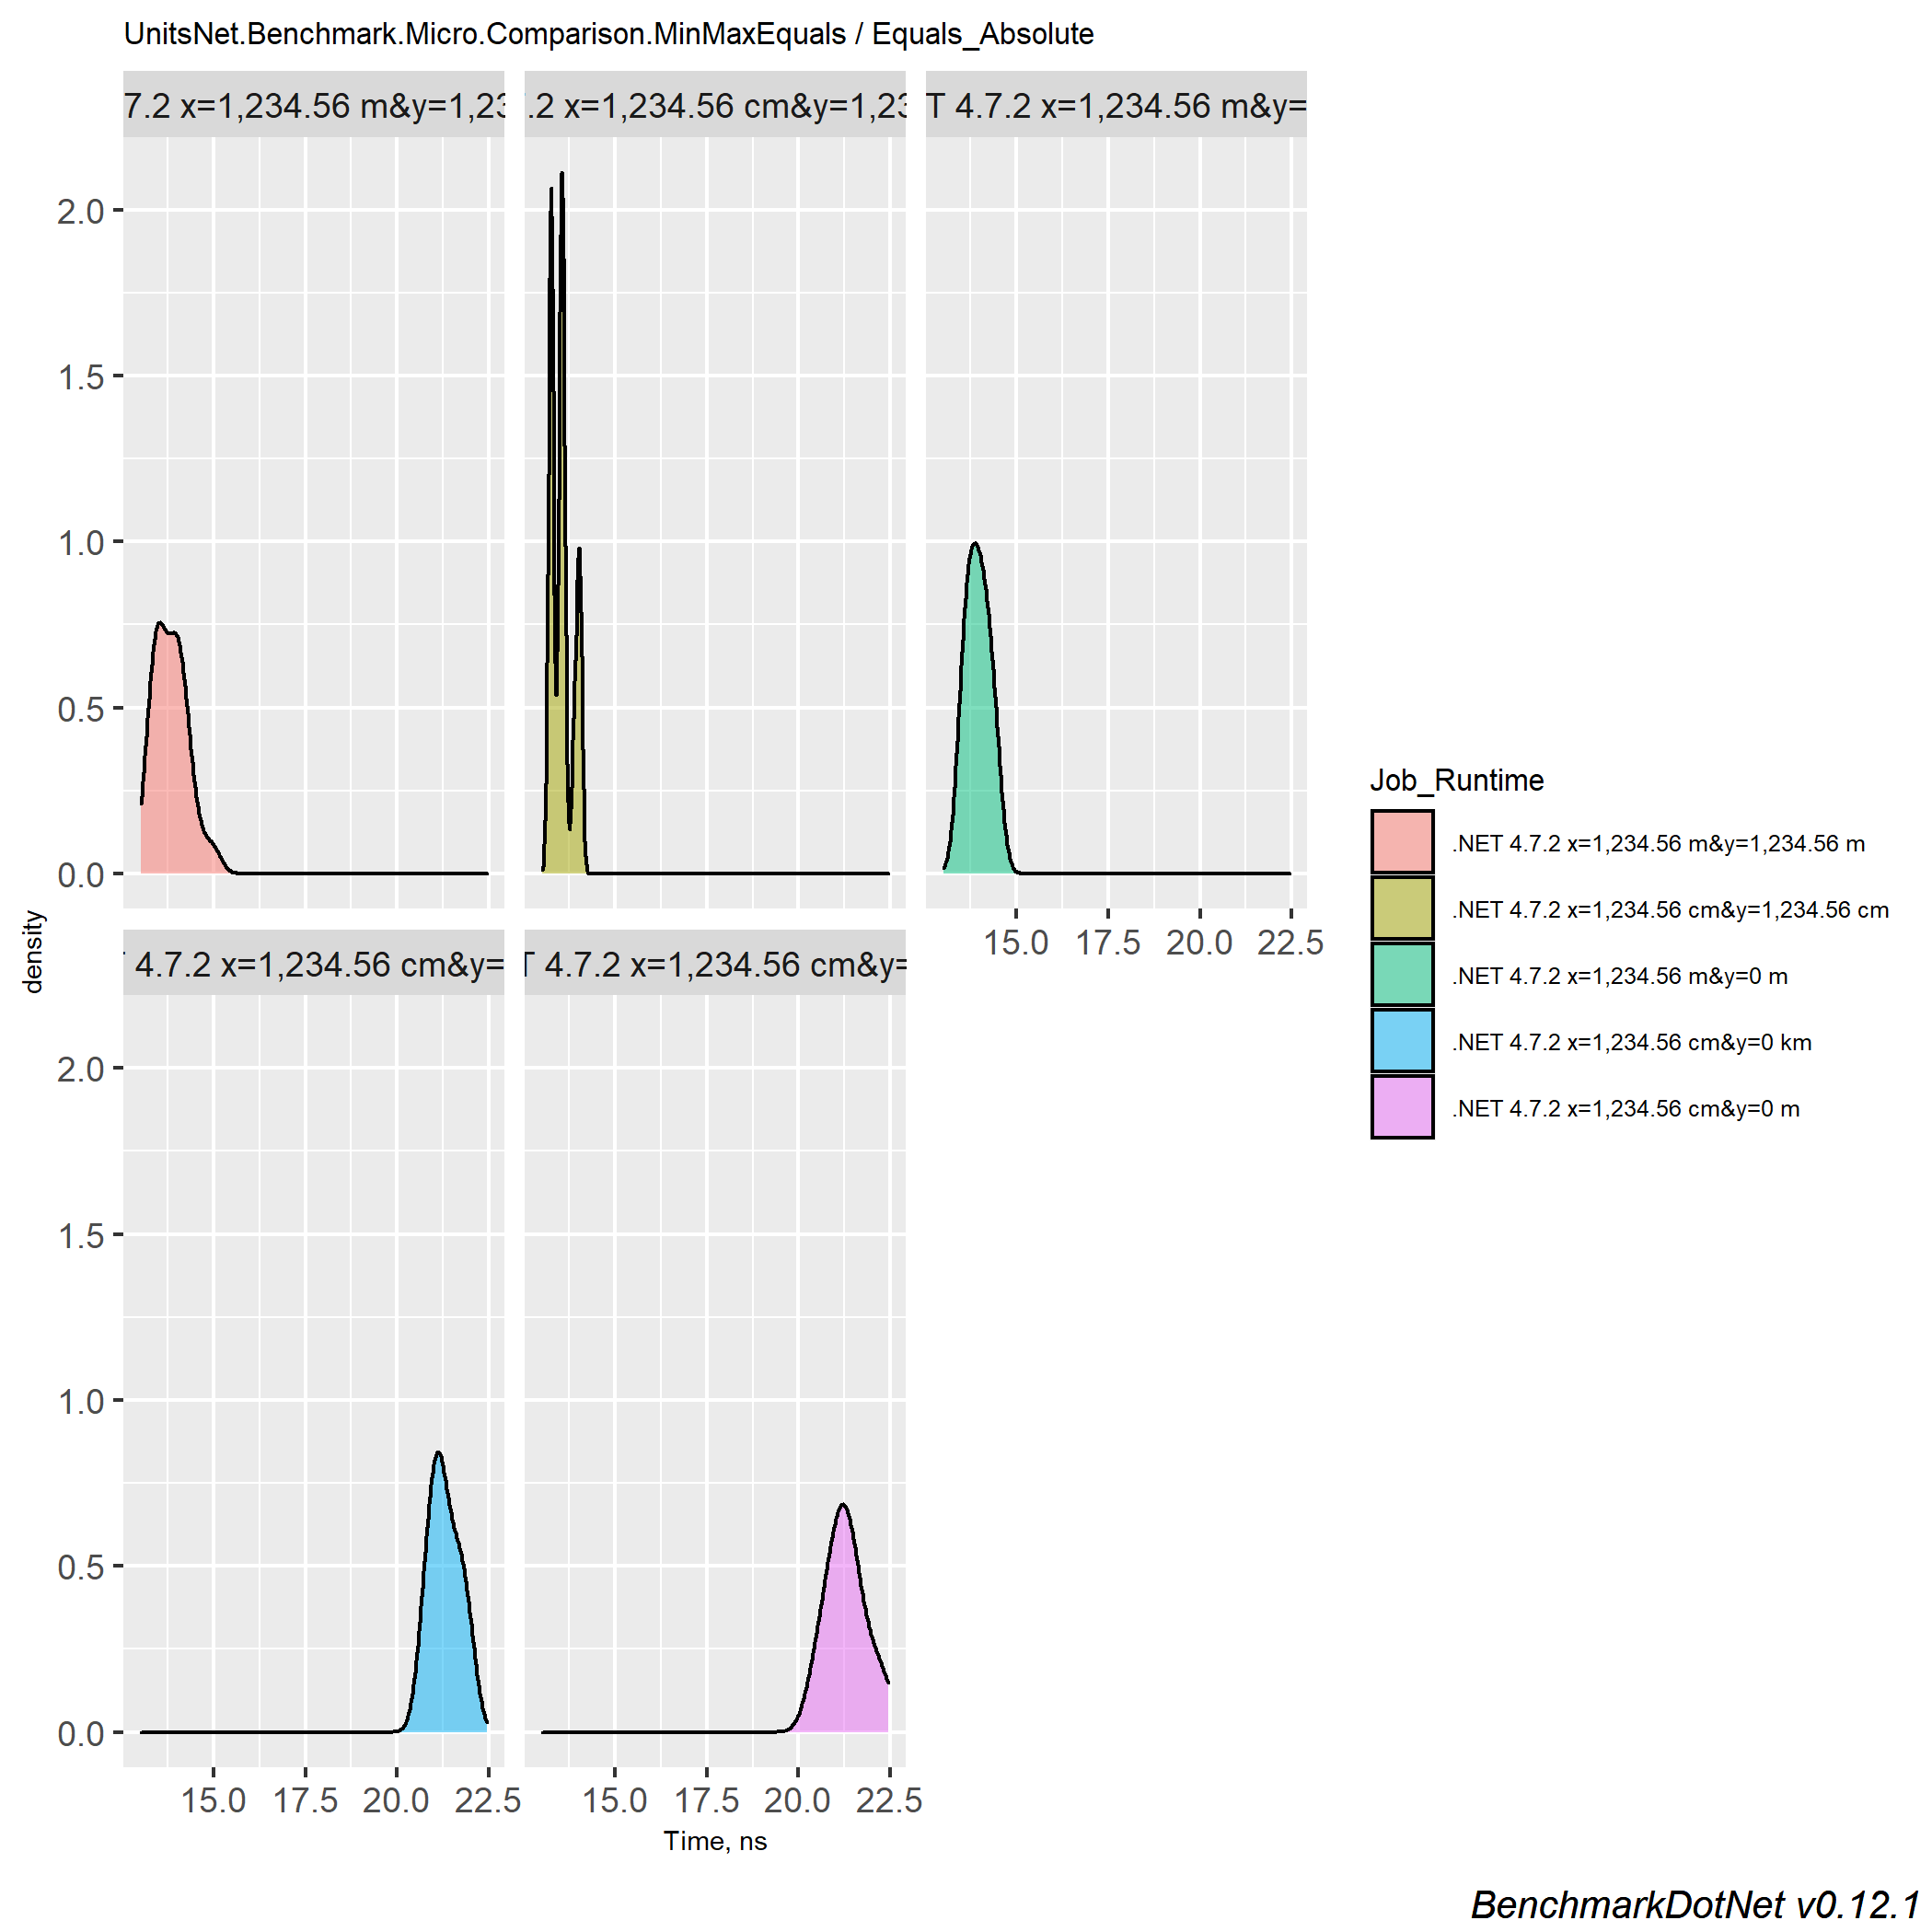 UnitsNet.Benchmark.Micro.Comparison.MinMaxEquals / Equals_Absolute
7.2 x=1,234.56 m&y=1,23
.2 x=1,234.56 cm&y=1,23
T 4.7.2 x=1,234.56 m&y=
2.0
1.5
1.0
0.5
0.0
15.0 17.5 20.0 22.5
4.7.2 x=1,234.56 cm&y=
T 4.7.2 x=1,234.56 cm&y=
2.0
1.5
1.0
0.5
0.0
15.0 17.5 20.0 22.5
15.0 17.5 20.0 22.5
density
Time, ns
Job_Runtime
.NET 4.7.2 x=1,234.56 m&y=1,234.56 m
.NET 4.7.2 x=1,234.56 cm&y=1,234.56 cm
.NET 4.7.2 x=1,234.56 m&y=0 m
.NET 4.7.2 x=1,234.56 cm&y=0 km
.NET 4.7.2 x=1,234.56 cm&y=0 m
BenchmarkDotNet v0.12.1